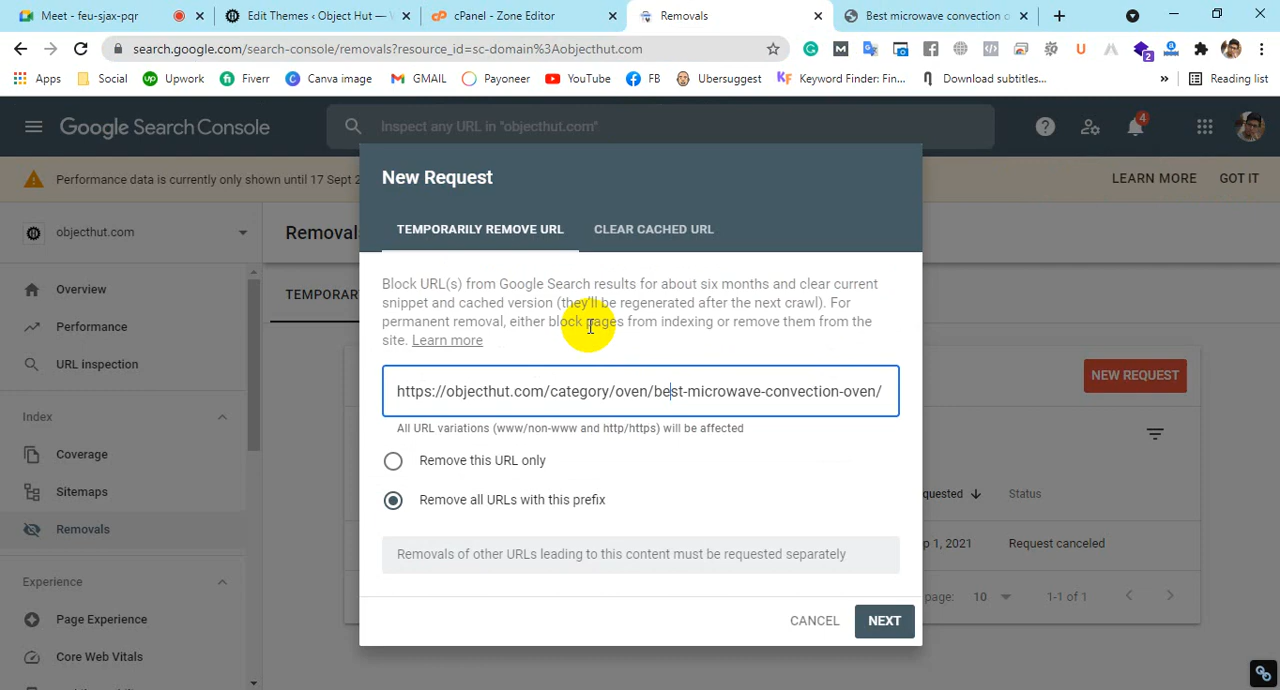 Meet - feu-sjax-pqr
Edit Themes ‹ Object Hut — W
cPanel - Zone Editor
Removals
Best microwave convection o
search.google.com/search-console/removals?resource_id=sc-domain%3Aobjecthut.com
2
Apps
Social
Upwork
Fiverr
Canva image
GMAIL
Payoneer
YouTube
FB
Ubersuggest
Keyword Finder: Fin...
Download subtitles...
»
Reading list
Google Search Console
Inspect any URL in "objecthut.com"
4
Performance data is currently only shown until 17 Sept 2
LEARN MORE
GOT IT
objecthut.com
Removals
Overview
Performance
URL inspection
Index
Coverage
Sitemaps
Removals
Experience
Page Experience
Core Web Vitals
TEMPORAR
New Request
TEMPORARILY REMOVE URL
CLEAR CACHED URL
Block URL(s) from Google Search results for about six months and clear current
snippet and cached version (they'll be regenerated after the next crawl). For
permanent removal, either block pages from indexing or remove them from the
site. Learn more
https://objecthut.com/category/oven/best-microwave-convection-oven/
All URL variations (www/non-www and http/https) will be affected
Remove this URL only
Remove all URLs with this prefix
Removals of other URLs leading to this content must be requested separately
CANCEL
NEXT
NEW REQUEST
quested
Status
p 1, 2021
Request canceled
page:
10
1-1 of 1